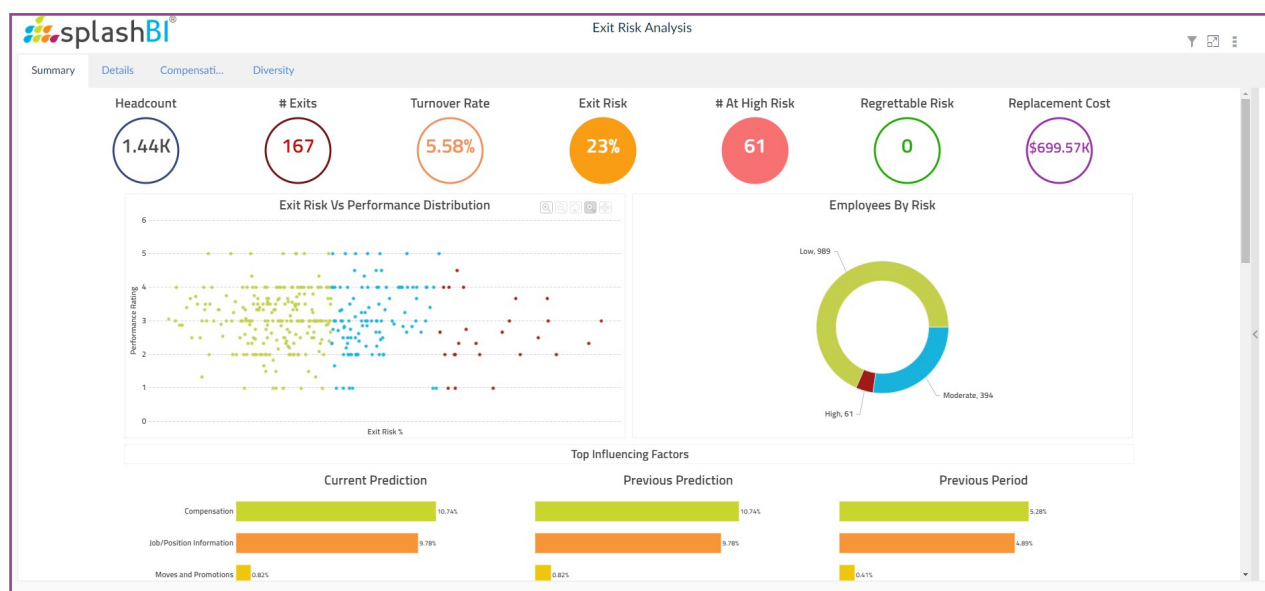 splashBI®
Exit Risk Analysis
Summary Details Compensati... Diversity
Headcount # Exits Turnover Rate Exit Risk # At High Risk Regrettable Risk Replacement Cost
1.44K 167 5.58% 23% 61 0 $699.57K
Exit Risk Vs Performance Distribution
Performance Rating
6
5
4
3
2
1
0
Exit Risk %
Employees By Risk
Low, 989
Moderate, 394
High, 61
Top Influencing Factors
Current Prediction Previous Prediction Previous Period
Compensation 10.74% 10.74% 5.28%
Job/Position Information 9.78% 9.78% 4.89%
Moves and Promotions 0.82% 0.82% 0.41%